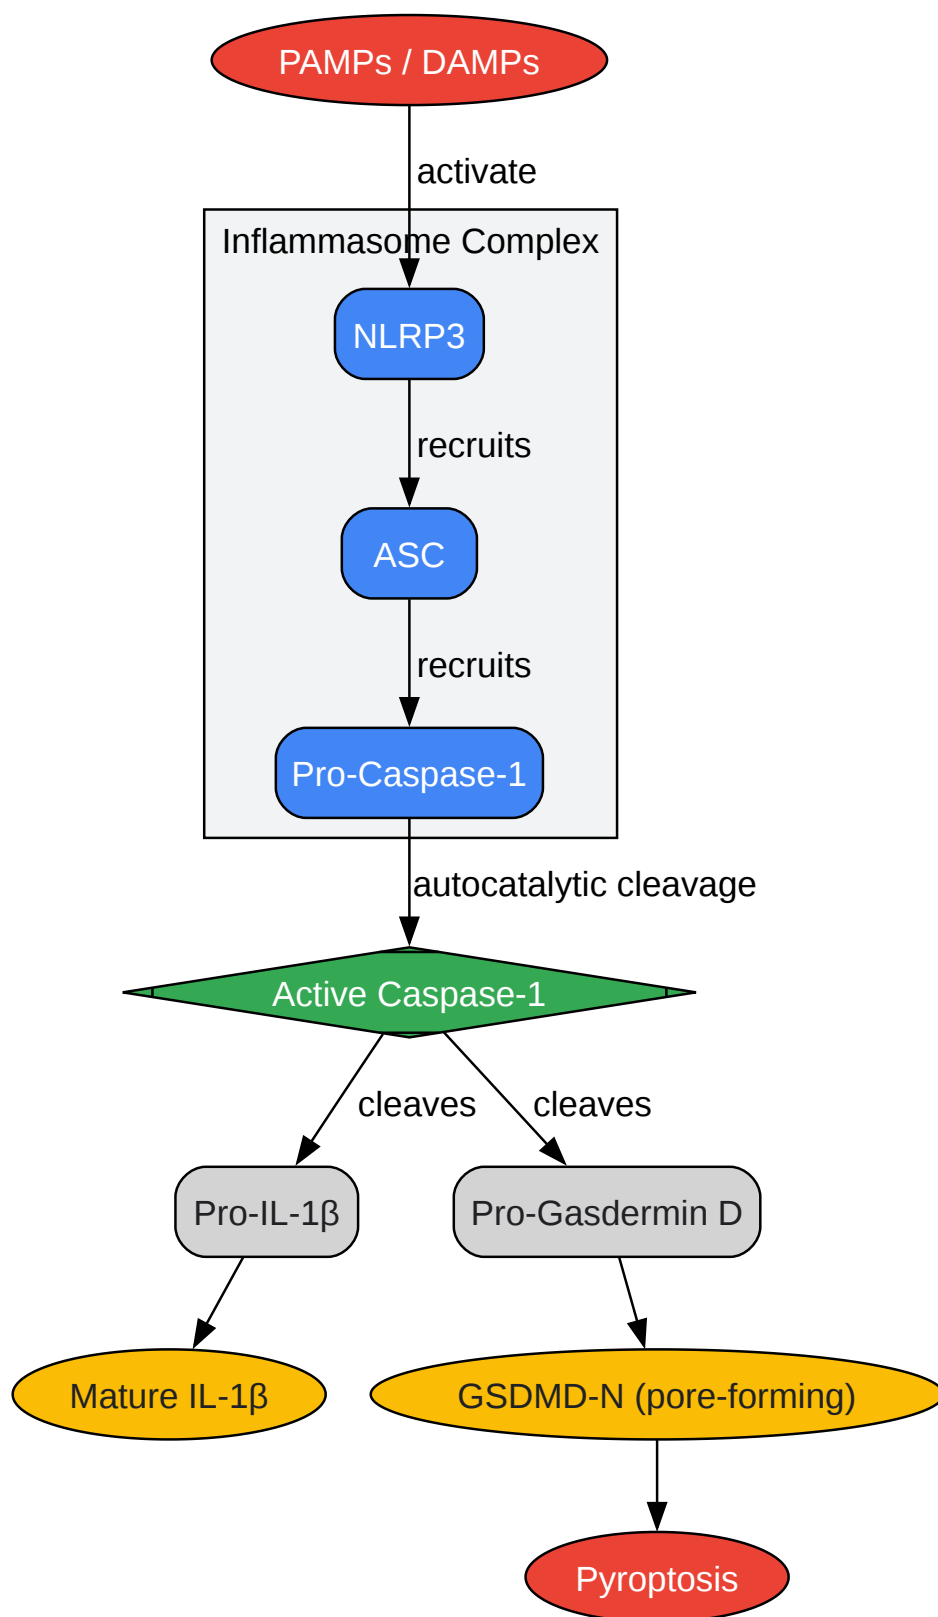 PAMPs / DAMPs
activate
Inflammasome Complex
NLRP3
recruits
ASC
recruits
Pro-Caspase-1
autocatalytic cleavage
Active Caspase-1
cleaves
cleaves
Pro-IL-1β
Pro-Gasdermin D
Mature IL-1β
GSDMD-N (pore-forming)
Pyroptosis